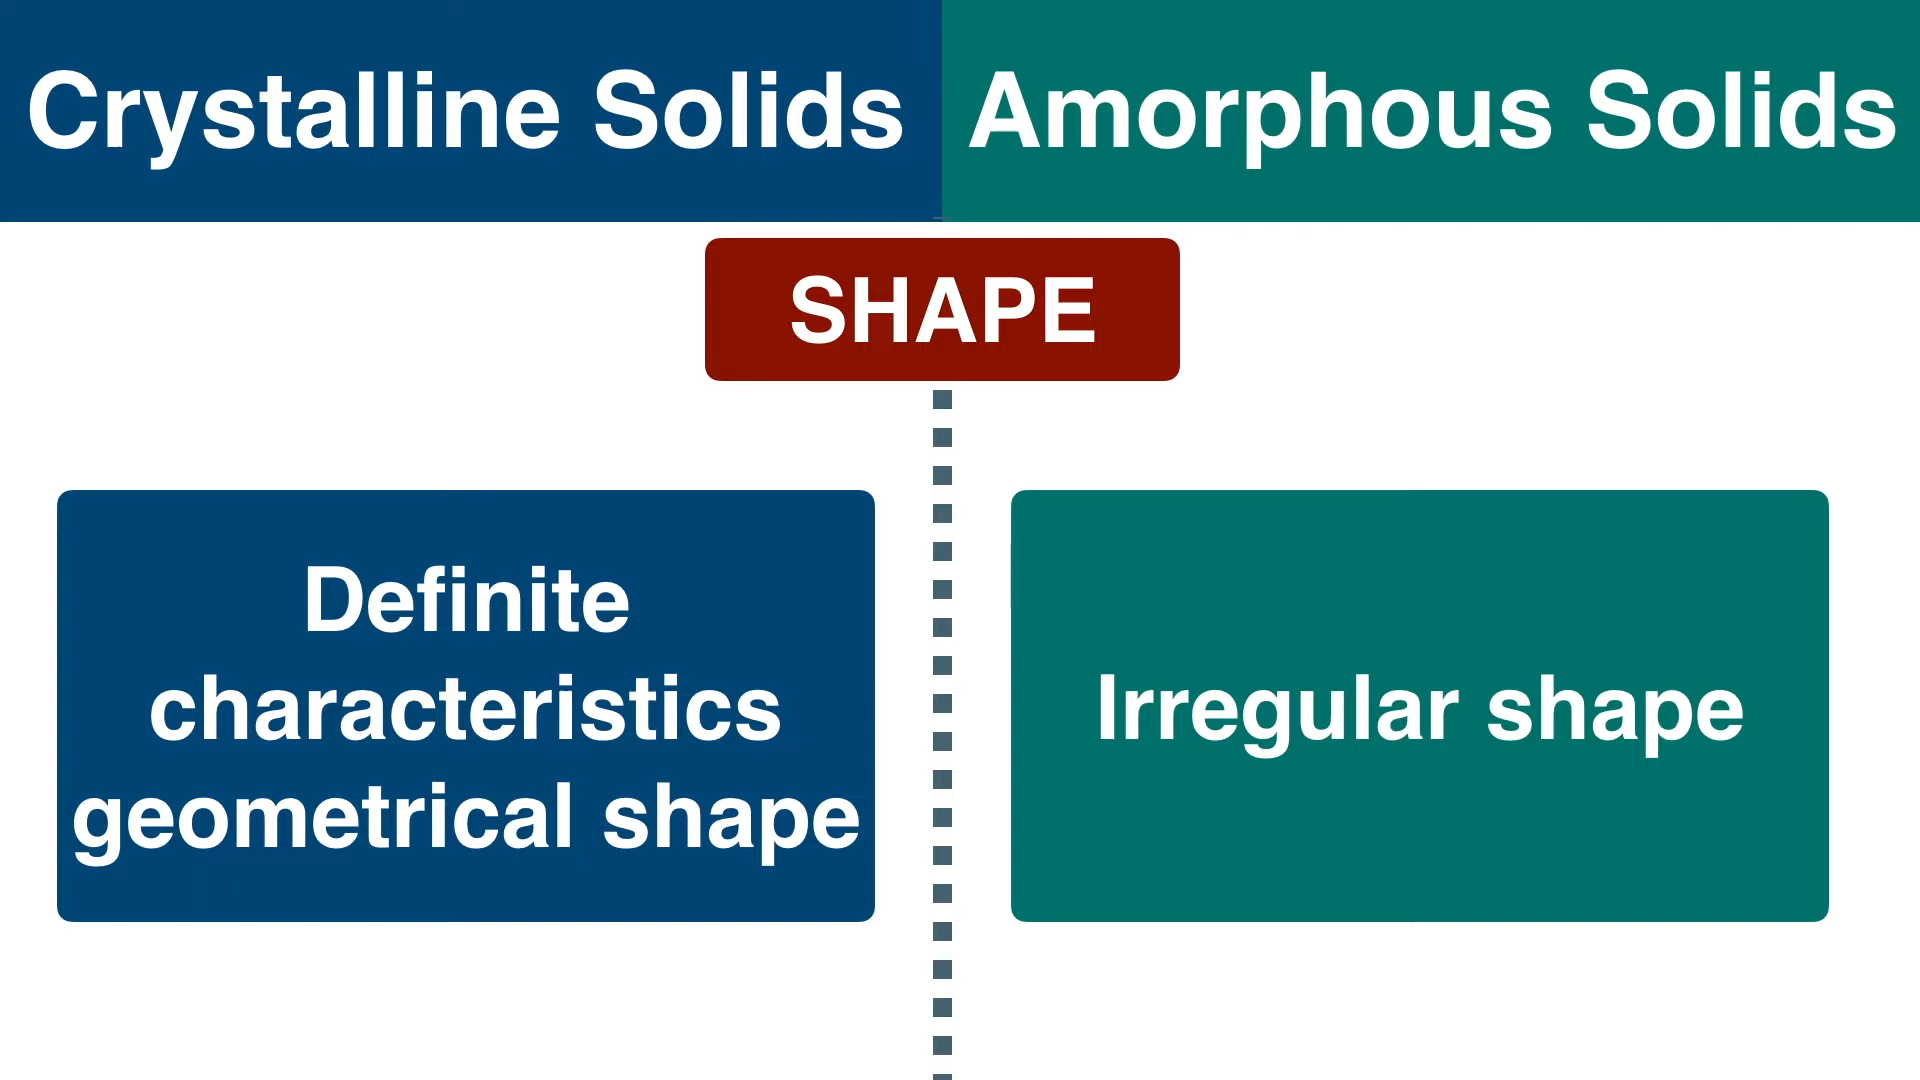 Crystalline Solids
Amorphous Solids
SHAPE
Definite
characteristics
geometrical shape
Irregular shape